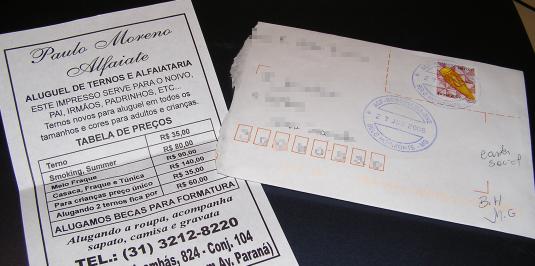 Paulo Moreno
Alfaiate
ALUGUEL DE TERNOS E ALFAIATARIA
ESTE IMPRESSO SERVE PARA O NOIVO,
PAI, IRMÃOS, PADRINHOS, ETC...
Ternos novos para aluguel em todos os
tamanhos e cores para adultos e crianças.
TABELA DE PREÇOS
Terno R$ 35,00
Smoking, Summer R$ 80,00
Meio Fraque R$ 90,00
Casaca, Fraque e Túnica R$ 140,00
Para crianças preço único R$ 35,00
Alugando 2 ternos fica por R$ 60,00
ALUGAMOS BECAS PARA FORMATURA
Alugando a roupa, acompanha
sapato, camisa e gravata
TEL.: (31) 3212-8220
824 - Conj. 104
Av. Paraná)
B.H
M.G